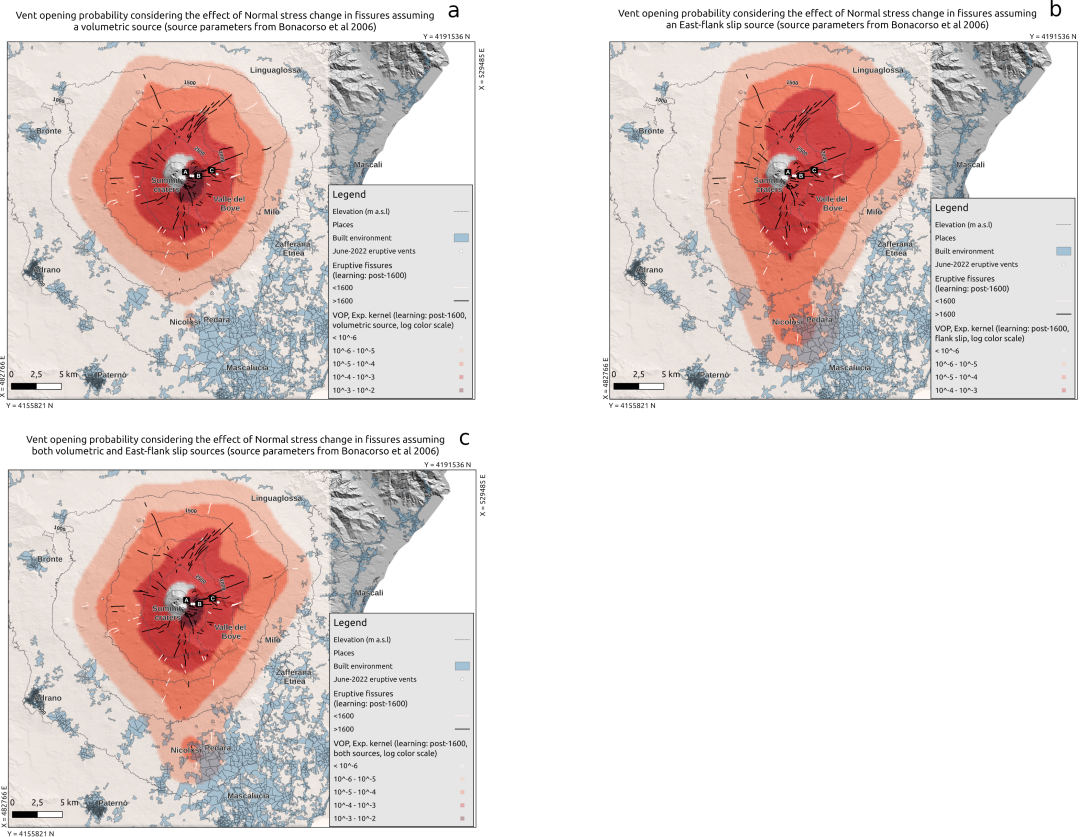 Vent opening probability considering the effect of Normal stress change in fissures assuming
a volumetric source (source parameters from Bonacorso et al 2006)
a
Y = 4191536 N
X = 529485 E
Linguaglossa
1500
1000
Bronte
Mascali
A
B
C
Summit
craters
Valle del
Bove
Milo
Zafferana
Etnea
Adrano
Nicolosi
Pedara
Mascalucia
Paternò
0 2,5 5 km
X = 482766 E
Y = 4155821 N
Legend
Elevation (m a.s.l)
Places
Built environment
June-2022 eruptive vents
Eruptive fissures
(learning: post-1600)
<1600
>1600
VOP, Exp. kernel (learning: post-1600,
volumetric source, log color scale)
< 10^-6
10^-6 - 10^-5
10^-5 - 10^-4
10^-4 - 10^-3
10^-3 - 10^-2
Vent opening probability considering the effect of Normal stress change in fissures assuming
an East-flank slip source (source parameters from Bonacorso et al 2006)
b
Y = 4191536 N
Linguaglossa
1500
1000
Bronte
Mascali
A
B
C
Summit
craters
Valle del
Bove
Milo
Zafferana
Etnea
Adrano
Nicolosi
Pedara
Mascalucia
Paternò
0 2,5 5 km
X = 482766 E
Y = 4155821 N
Legend
Elevation (m a.s.l)
Places
Built environment
June-2022 eruptive vents
Eruptive fissures
(learning: post-1600)
<1600
>1600
VOP, Exp. kernel (learning: post-1600,
flank slip, log color scale)
< 10^-6
10^-6 - 10^-5
10^-5 - 10^-4
10^-4 - 10^-3
Vent opening probability considering the effect of Normal stress change in fissures assuming
both volumetric and East-flank slip sources (source parameters from Bonacorso et al 2006)
c
Y = 4191536 N
X = 529485 E
Linguaglossa
1500
1000
Bronte
Mascali
A
B
C
Summit
craters
Valle del
Bove
Milo
Zafferana
Etnea
Adrano
Nicolosi
Pedara
Mascalucia
Paternò
0 2,5 5 km
X = 482766 E
Y = 4155821 N
Legend
Elevation (m a.s.l)
Places
Built environment
June-2022 eruptive vents
Eruptive fissures
(learning: post-1600)
<1600
>1600
VOP, Exp. kernel (learning: post-1600,
both sources, log color scale)
< 10^-6
10^-6 - 10^-5
10^-5 - 10^-4
10^-4 - 10^-3
10^-3 - 10^-2